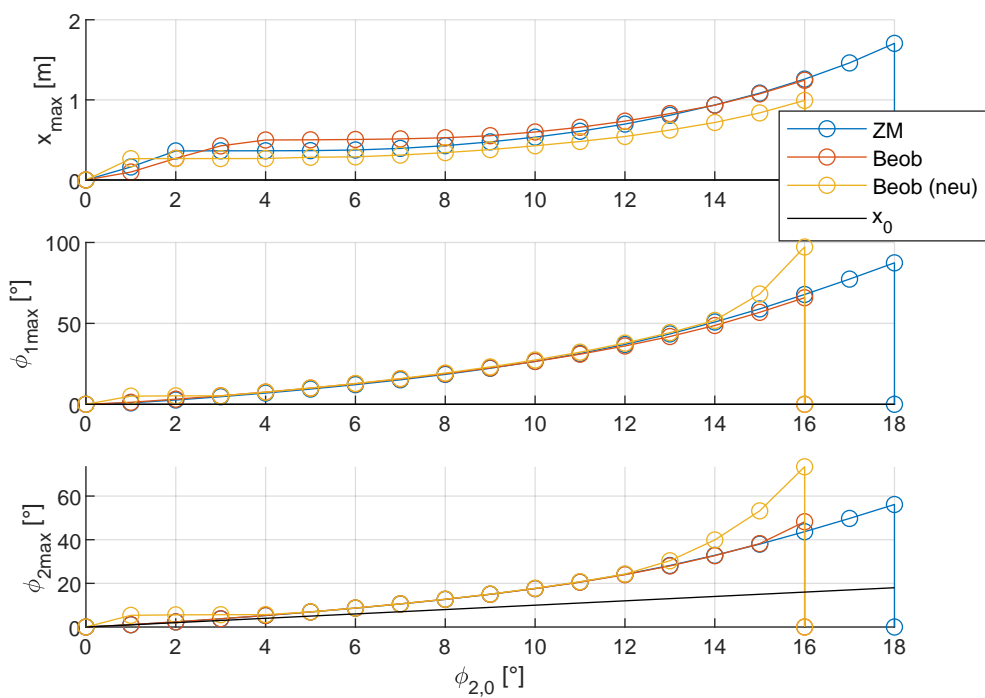 2
1
0
x_max [m]
0 2 4 6 8 10 12 14
ZM
Beob
Beob (neu)
x_0
18
100
50
0
ϕ_1max [°]
0 2 4 6 8 10 12 14 16 18
60
40
20
0
ϕ_2max [°]
0 2 4 6 8 10 12 14 16 18
ϕ_2,0 [°]